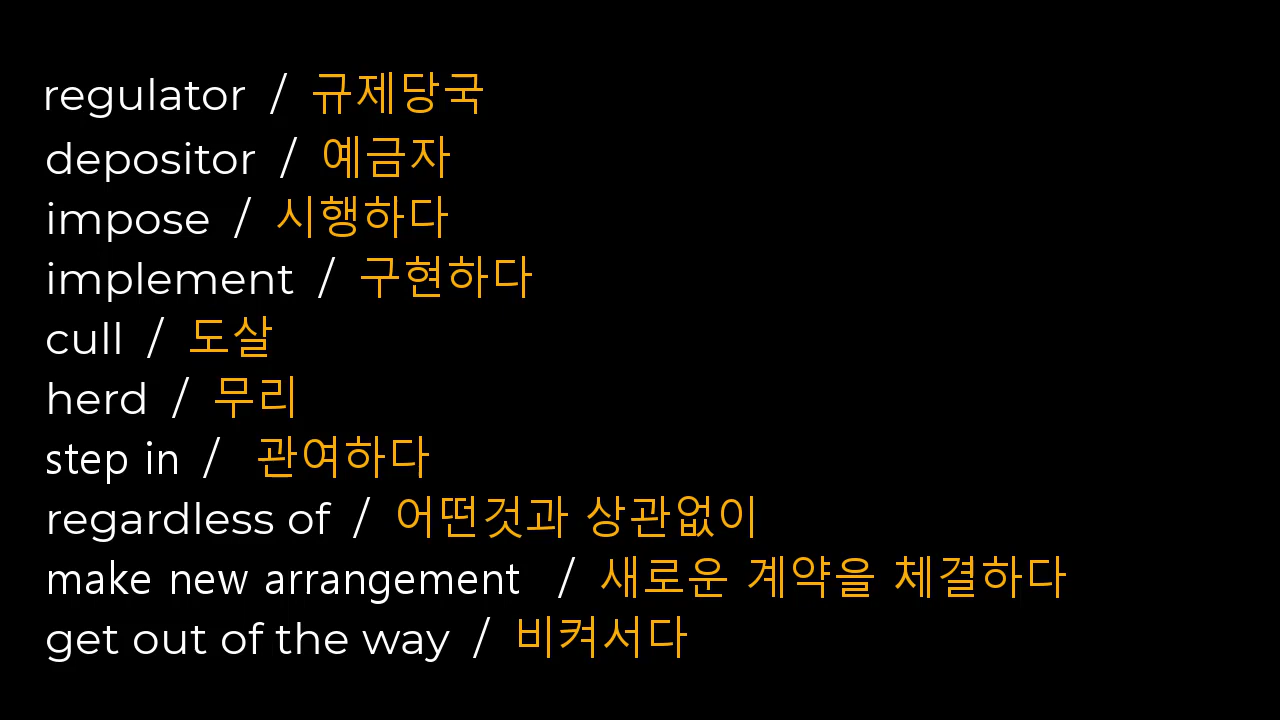 regulator / 규제당국
depositor / 예금자
impose / 시행하다
implement / 구현하다
cull / 도살
herd / 무리
step in / 관여하다
regardless of / 어떤것과 상관없이
make new arrangement / 새로운 계약을 체결하다
get out of the way / 비켜서다